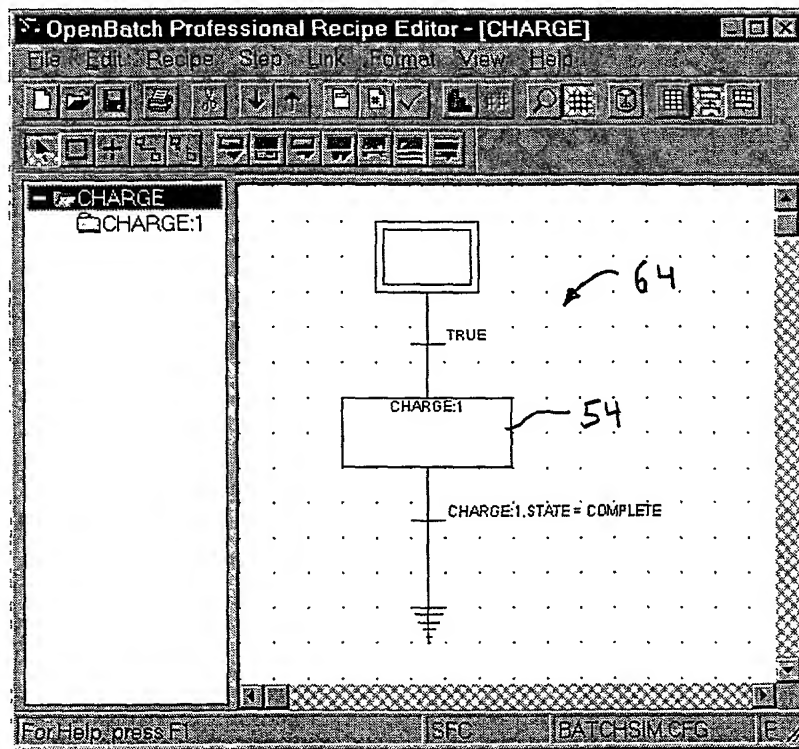 OpenBatch Professional Recipe Editor - [CHARGE]
File Edit Recipe Step Link Format View Help
CHARGE
CHARGE:1
64
TRUE
CHARGE:1
54
CHARGE:1.STATE = COMPLETE
For Help, press F1
SFC
BATCHSIM.CFG